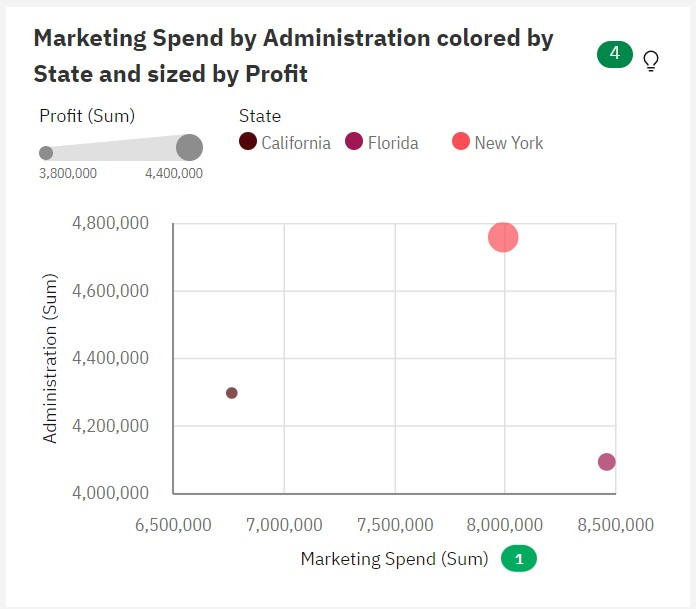 Marketing Spend by Administration colored by
State and sized by Profit
4
Profit (Sum)
State
3,800,000 4,400,000
California Florida New York
4,800,000
4,600,000
4,400,000
4,200,000
4,000,000
Administration (Sum)
6,500,000 7,000,000 7,500,000 8,000,000 8,500,000
Marketing Spend (Sum) 1